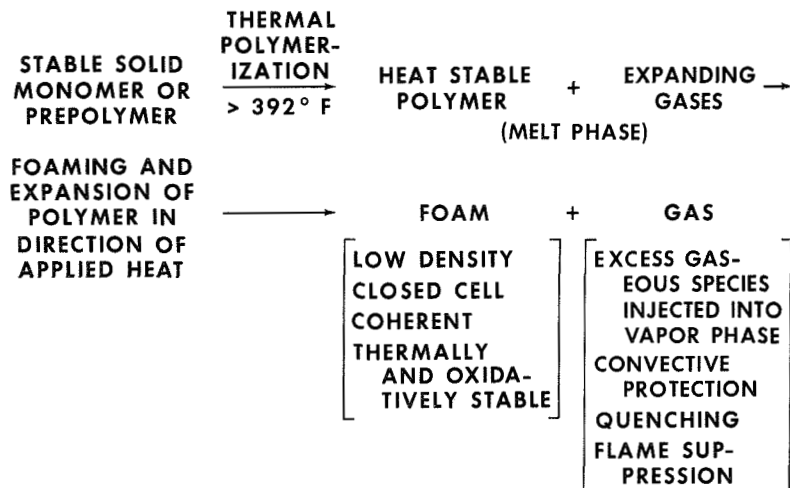 STABLE SOLID
MONOMER OR
PREPOLYMER
THERMAL
POLYMER-
IZATION
> 392° F
HEAT STABLE
POLYMER
+
EXPANDING
GASES
(MELT PHASE)
FOAMING AND
EXPANSION OF
POLYMER IN
DIRECTION OF
APPLIED HEAT
FOAM
+
GAS
LOW DENSITY
CLOSED CELL
COHERENT
THERMALLY
AND OXIDA-
TIVELY STABLE
EXCESS GAS-
EOUS SPECIES
INJECTED INTO
VAPOR PHASE
CONVECTIVE
PROTECTION
QUENCHING
FLAME SUP-
PRESSION